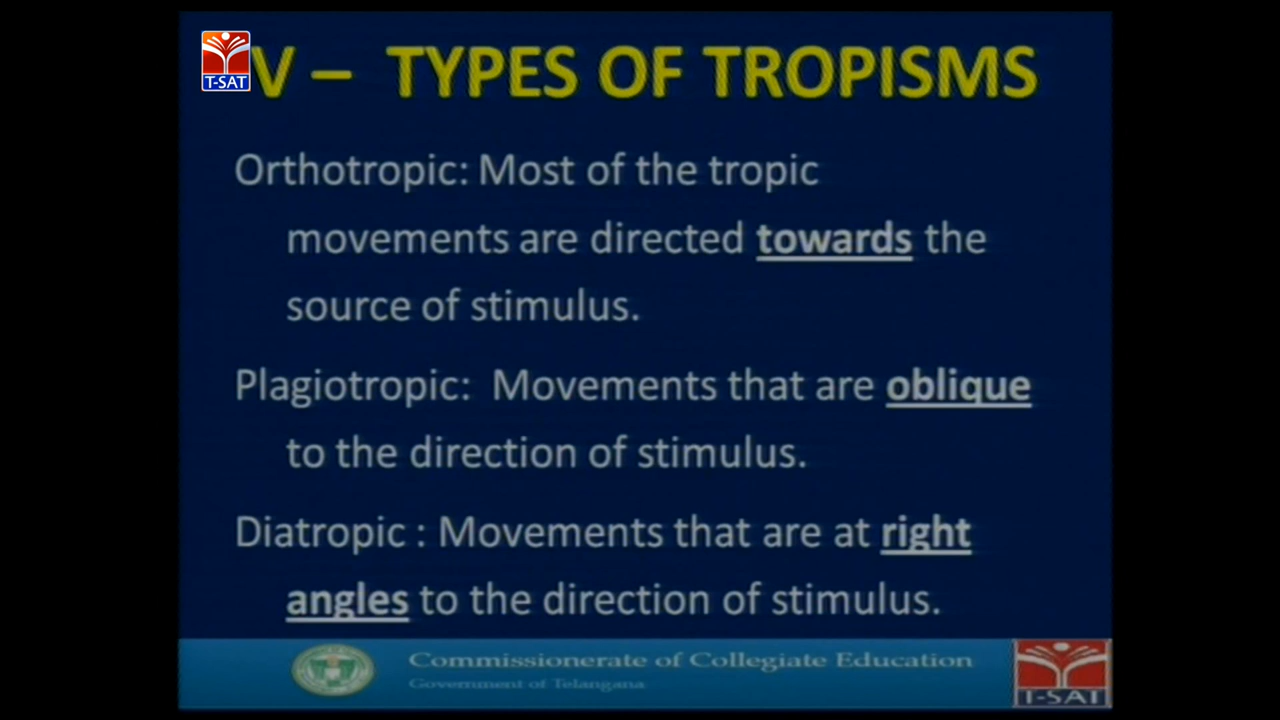 V – TYPES OF TROPISMS
T-SAT
Orthotropic: Most of the tropic
movements are directed towards the
source of stimulus.
Plagiotropic: Movements that are oblique
to the direction of stimulus.
Diatropic : Movements that are at right
angles to the direction of stimulus.
Commissionerate of Collegiate Education
Government of Telangana
T-SAT